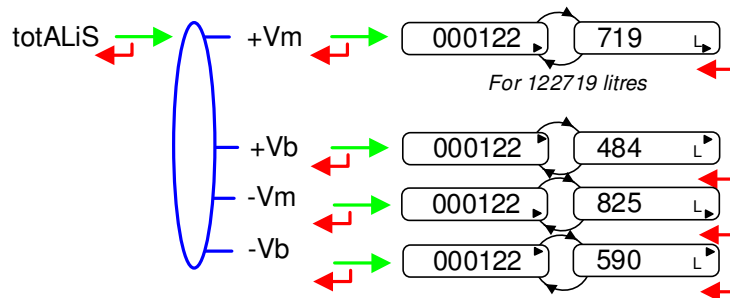 totALiS +Vm 000122 719 L
For 122719 litres
+Vb 000122 484 L
-Vm 000122 825 L
-Vb 000122 590 L